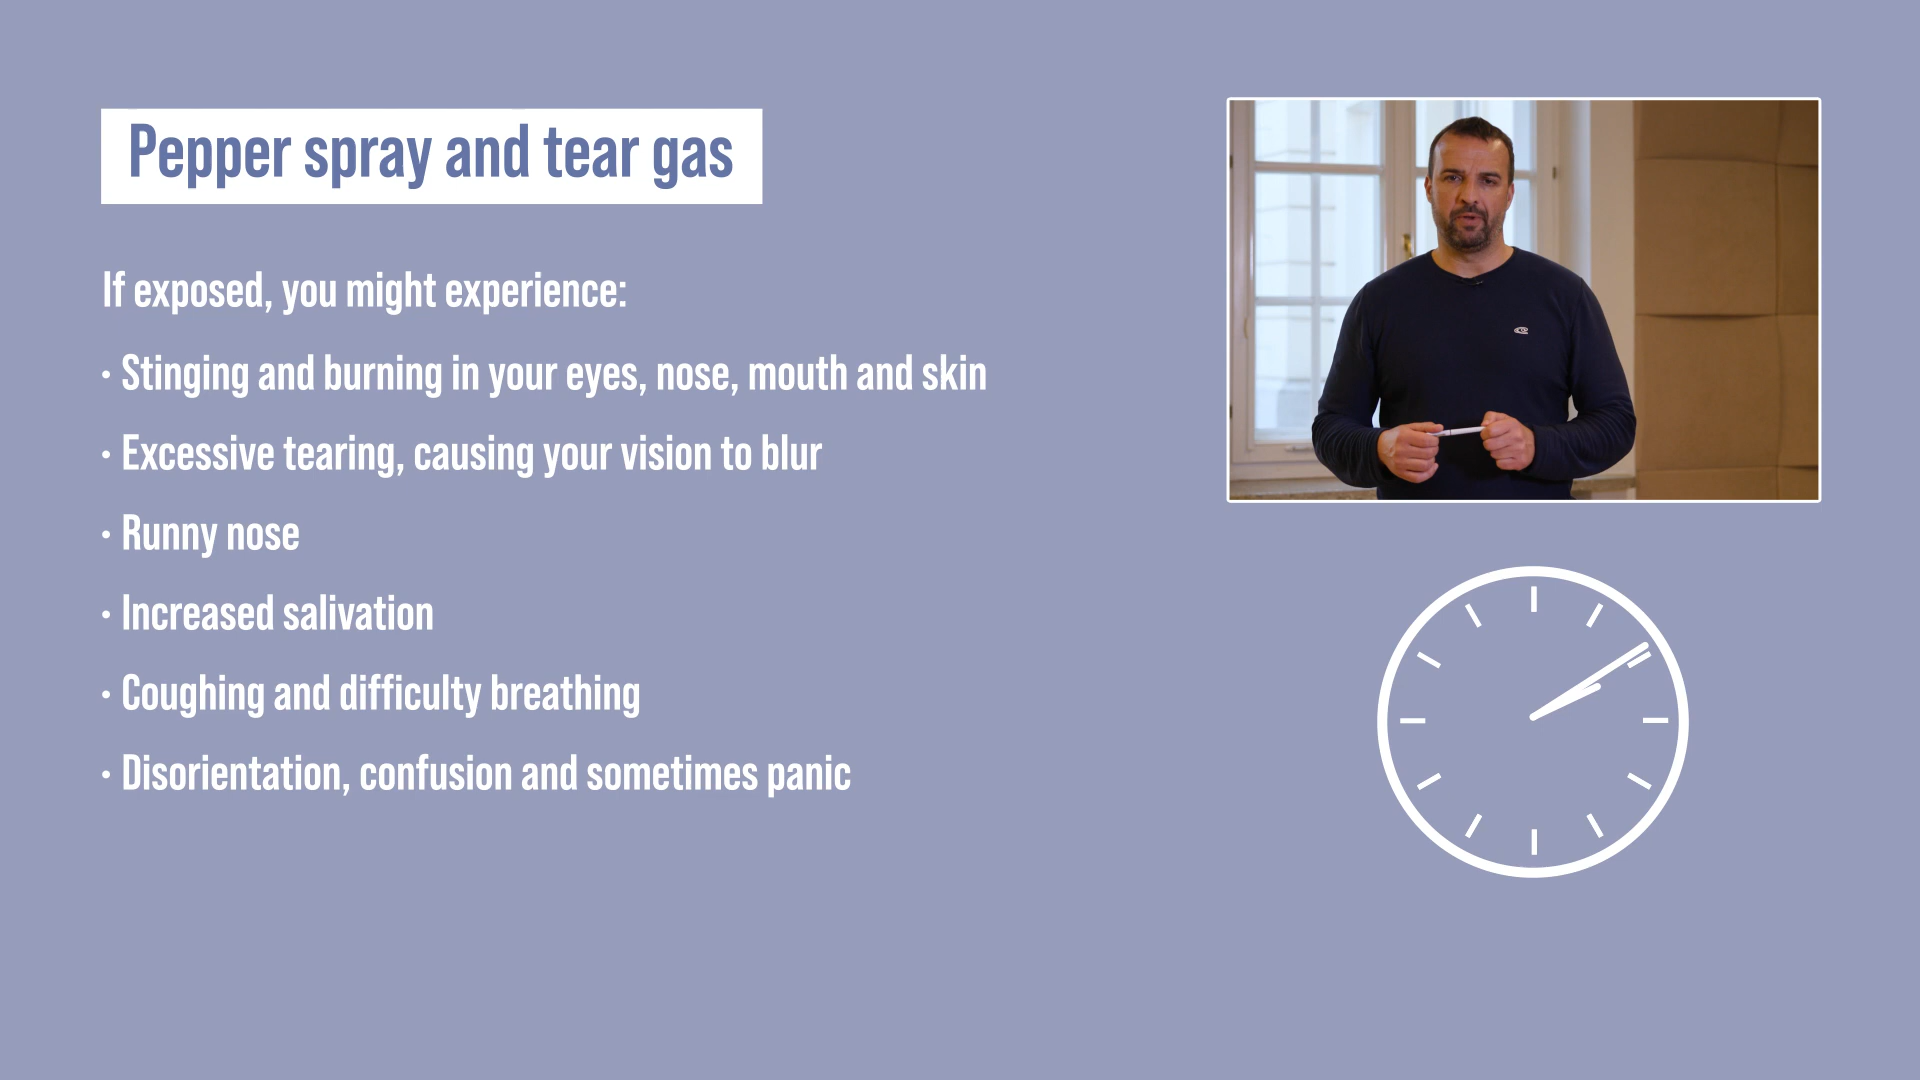 Pepper spray and tear gas
If exposed, you might experience:
· Stinging and burning in your eyes, nose, mouth and skin
· Excessive tearing, causing your vision to blur
· Runny nose
· Increased salivation
· Coughing and difficulty breathing
· Disorientation, confusion and sometimes panic